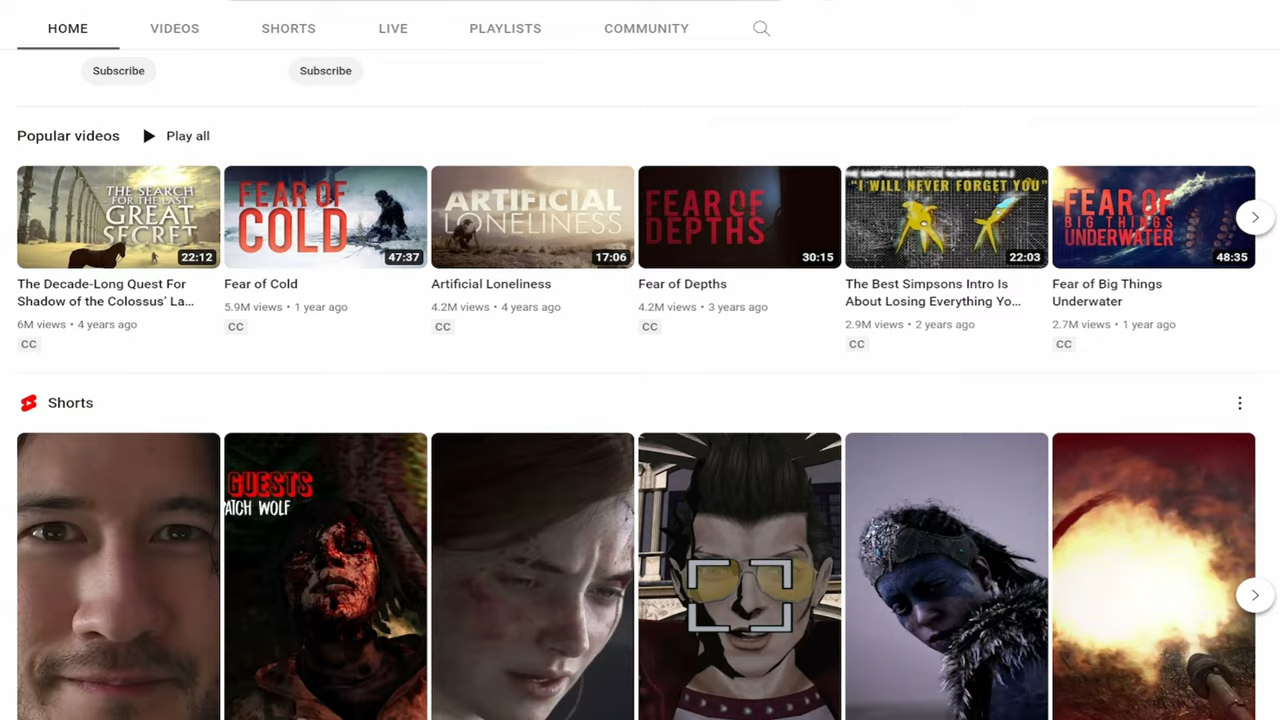 HOME VIDEOS SHORTS LIVE PLAYLISTS COMMUNITY
Subscribe Subscribe
Popular videos Play all
THE SEARCH
FOR THE LAST
GREAT
SECRET
22:12
FEAR OF
COLD
47:37
ARTIFICIAL
LONELINESS
17:06
FEAR OF
DEPTHS
30:15
"I WILL NEVER FORGET YOU"
22:03
FEAR OF
BIG THINGS
UNDERWATER
48:35
The Decade-Long Quest For
Shadow of the Colossus' La...
6M views • 4 years ago
CC
Fear of Cold
5.9M views • 1 year ago
CC
Artificial Loneliness
4.2M views • 4 years ago
CC
Fear of Depths
4.2M views • 3 years ago
CC
The Best Simpsons Intro Is
About Losing Everything Yo...
2.9M views • 2 years ago
CC
Fear of Big Things
Underwater
2.7M views • 1 year ago
CC
Shorts
GUESTS
PATCH WOLF